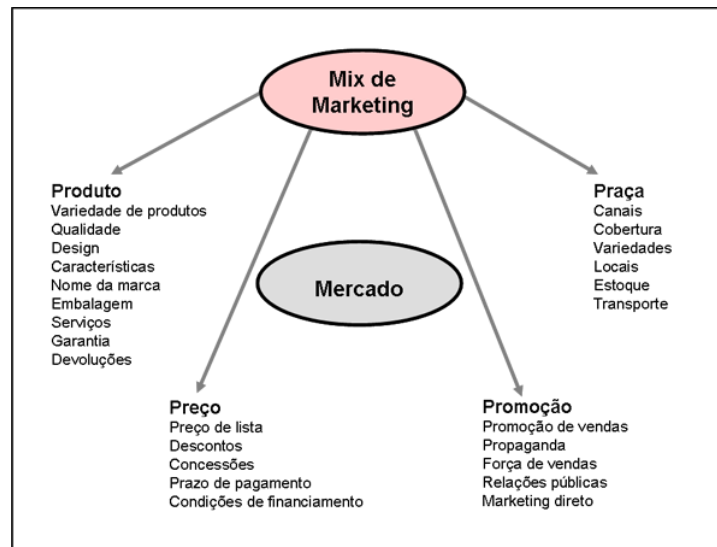 Mix de
Marketing
Produto
Variedade de produtos
Qualidade
Design
Características
Nome da marca
Embalagem
Serviços
Garantia
Devoluções
Praça
Canais
Cobertura
Variedades
Locais
Estoque
Transporte
Mercado
Preço
Preço de lista
Descontos
Concessões
Prazo de pagamento
Condições de financiamento
Promoção
Promoção de vendas
Propaganda
Força de vendas
Relações públicas
Marketing direto